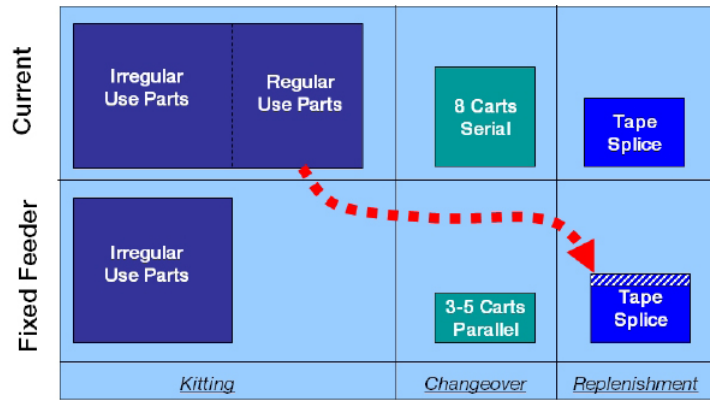 Current
Irregular
Use Parts
Regular
Use Parts
8 Carts
Serial
Tape
Splice
Fixed Feeder
Irregular
Use Parts
3-5 Carts
Parallel
Tape
Splice
Kitting
Changeover
Replenishment